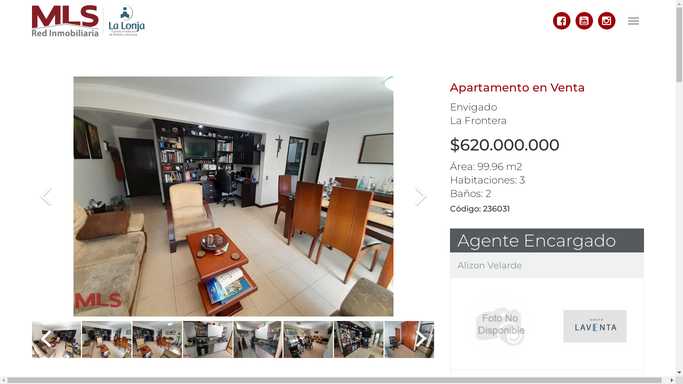 MLS
Red Inmobiliaria
La Lonja
Apartamento en Venta
Envigado
La Frontera
$620.000.000
Área: 99.96 m2
Habitaciones: 3
Baños: 2
Código: 236031
MLS
Agente Encargado
Alizon Velarde
Foto No
Disponible
LAVENTA